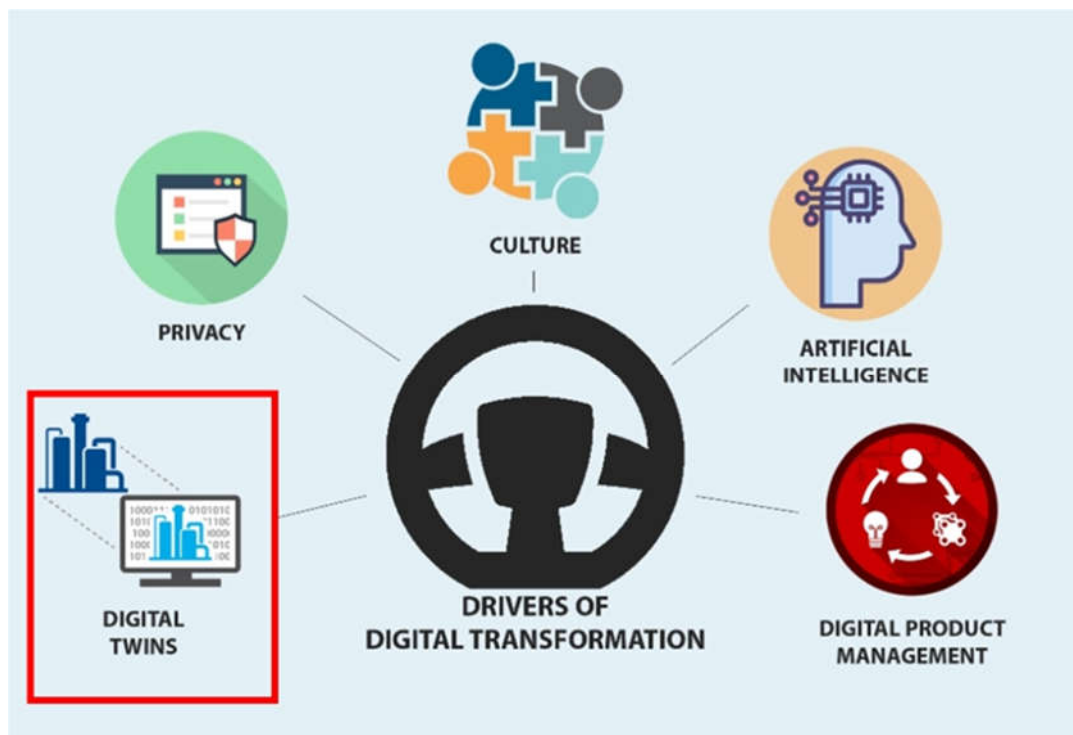 CULTURE
PRIVACY
ARTIFICIAL
INTELLIGENCE
DIGITAL
TWINS
DRIVERS OF
DIGITAL TRANSFORMATION
DIGITAL PRODUCT
MANAGEMENT